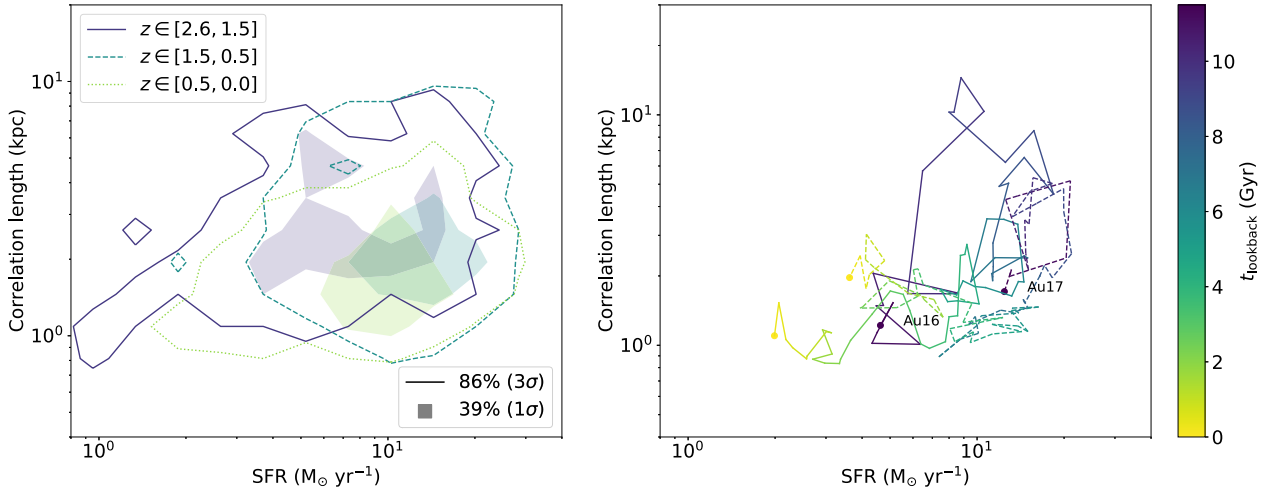 z ∈ [2.6, 1.5]
z ∈ [1.5, 0.5]
z ∈ [0.5, 0.0]
86% (3σ)
39% (1σ)
10¹
10⁰
Correlation length (kpc)
10⁰
10¹
SFR (M⊙ yr⁻¹)
10¹
10⁰
Correlation length (kpc)
Au16
Au17
10⁰
10¹
SFR (M⊙ yr⁻¹)
10
8
6
4
2
0
t_lookback (Gyr)